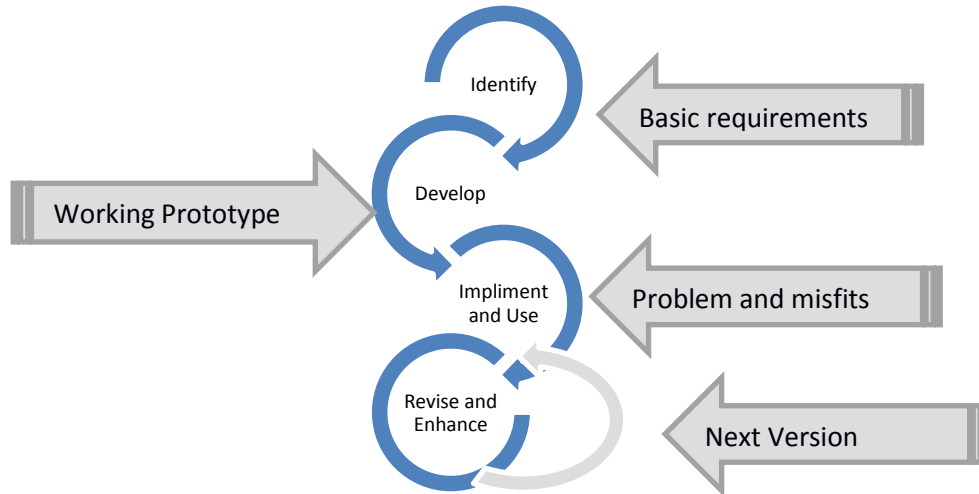 Identify
Basic requirements
Develop
Working Prototype
Impliment
and Use
Problem and misfits
Revise and
Enhance
Next Version